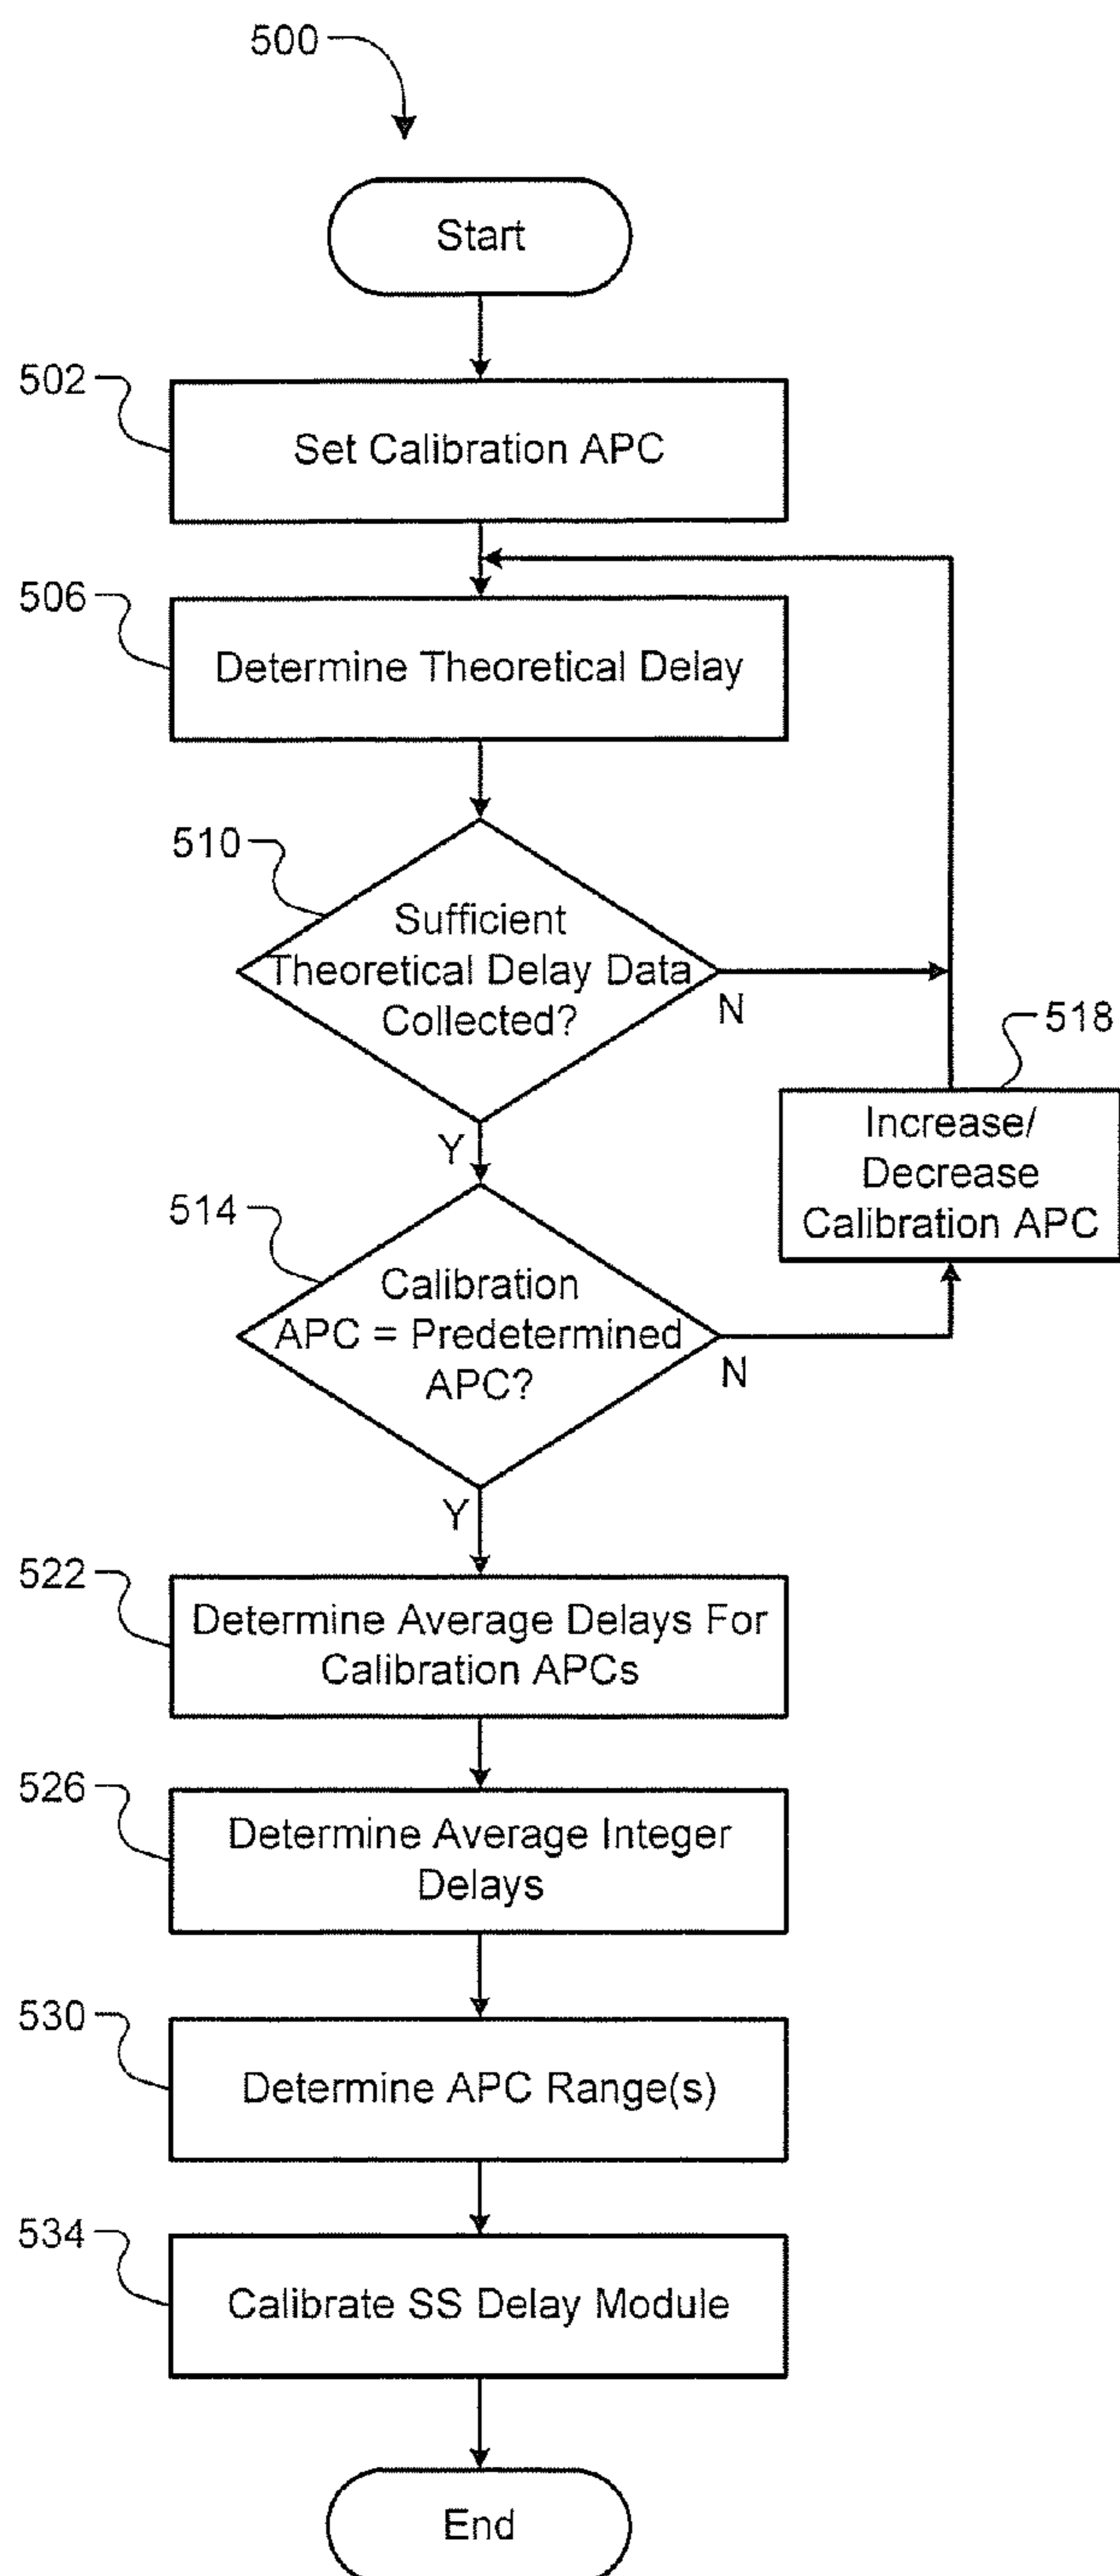 500
Start
502
Set Calibration APC
506
Determine Theoretical Delay
510
Sufficient
Theoretical Delay Data
Collected?
N
518
Increase/
Decrease
Calibration APC
Y
514
Calibration
APC = Predetermined
APC?
N
Y
522
Determine Average Delays For
Calibration APCs
526
Determine Average Integer
Delays
530
Determine APC Range(s)
534
Calibrate SS Delay Module
End